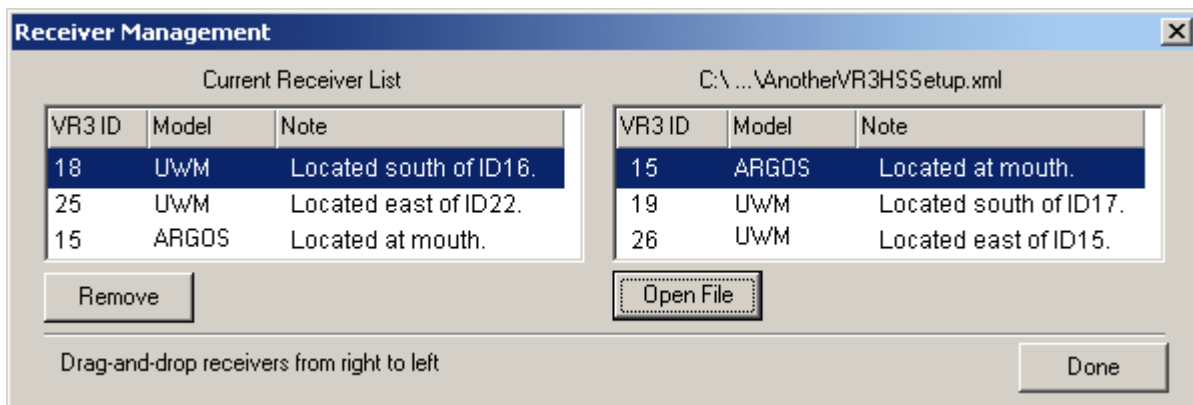 Receiver Management
Current Receiver List
VR3 ID Model Note
18 UWM Located south of ID16.
25 UWM Located east of ID22.
15 ARGOS Located at mouth.
Remove
C:\ ...\AnotherVR3HSSetup.xml
VR3 ID Model Note
15 ARGOS Located at mouth.
19 UWM Located south of ID17.
26 UWM Located east of ID15.
Open File
Drag-and-drop receivers from right to left
Done